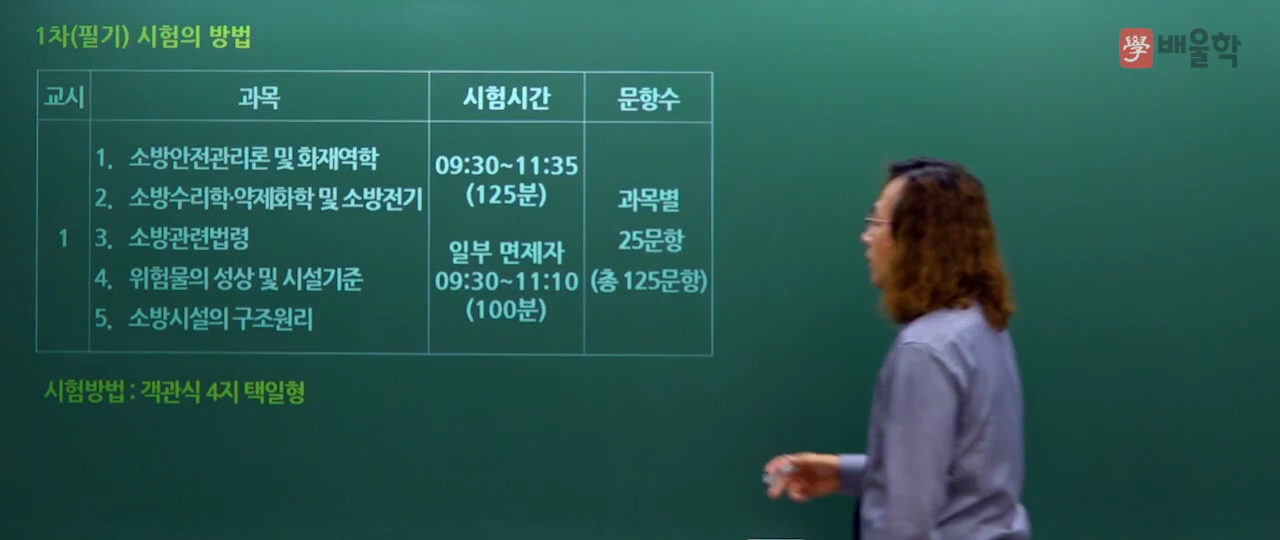 1차(필기) 시험의 방법
學 배울학
교시 과목 시험시간 문항수
1
1. 소방안전관리론 및 화재역학
2. 소방수리학·약제화학 및 소방전기
3. 소방관련법령
4. 위험물의 성상 및 시설기준
5. 소방시설의 구조원리
09:30~11:35
(125분)
일부 면제자
09:30~11:10
(100분)
과목별
25문항
(총 125문항)
시험방법 : 객관식 4지 택일형